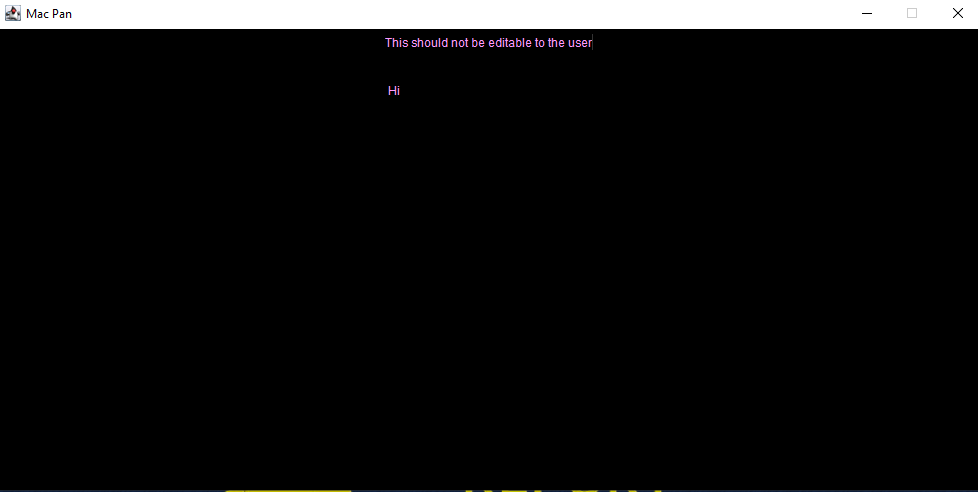 Mac Pan
This should not be editable to the user
Hi